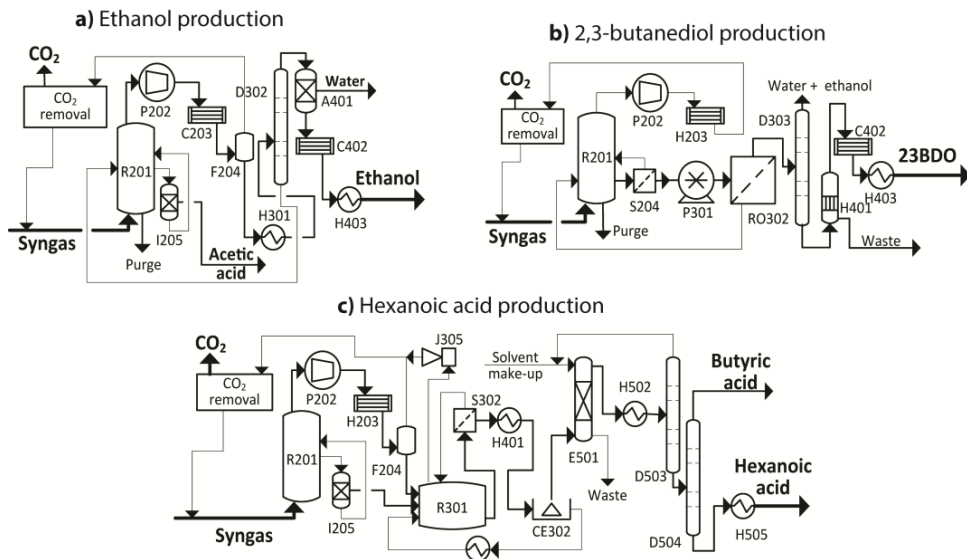 a) Ethanol production
CO2
CO2
removal
P202
C203
D302
A401
Water
C402
F204
R201
I205
H301
H403
Ethanol
Syngas
Purge
Acetic
acid
b) 2,3-butanediol production
CO2
CO2
removal
P202
H203
R201
S204
P301
RO302
D303
Water + ethanol
C402
H403
23BDO
H401
Waste
Syngas
Purge
c) Hexanoic acid production
CO2
CO2
removal
P202
H203
J305
R201
F204
I205
R301
S302
H401
CE302
Solvent
make-up
E501
Waste
H502
D503
D504
Butyric
acid
Hexanoic
acid
H505
Syngas